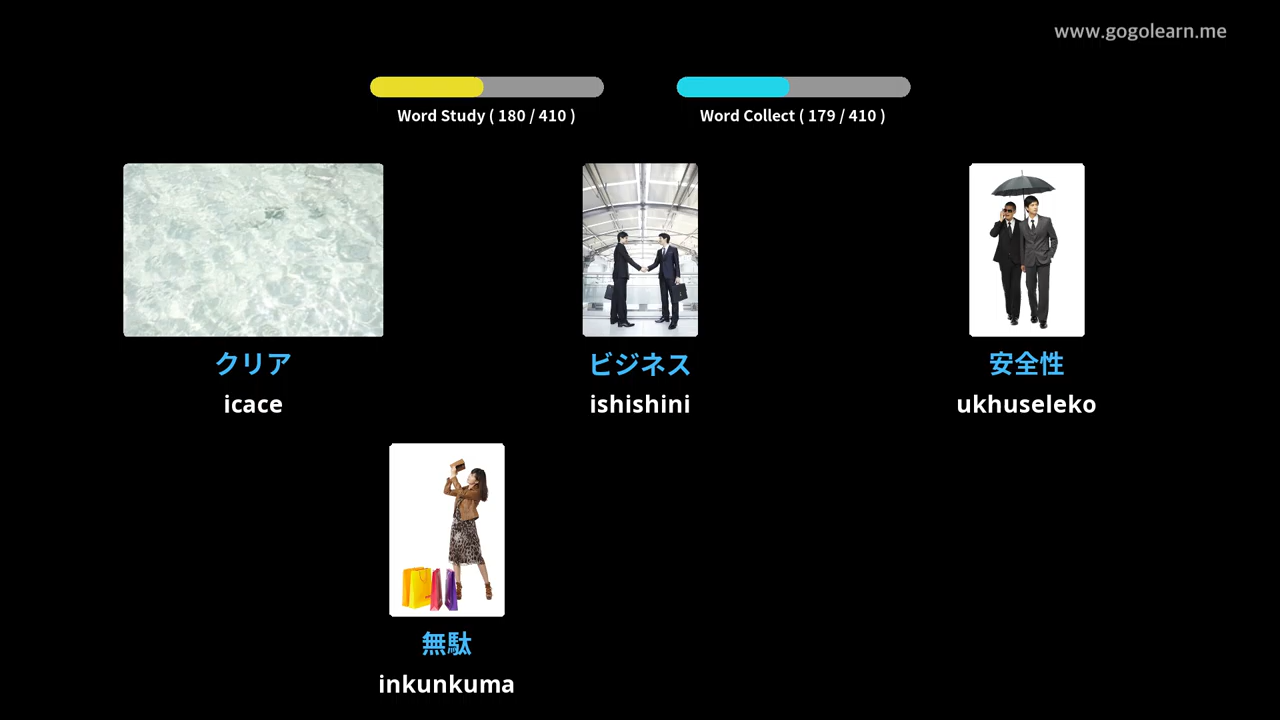 www.gogolearn.me
Word Study ( 180 / 410 )
Word Collect ( 179 / 410 )
クリア
icace
ビジネス
ishishini
安全性
ukhuseleko
無駄
inkunkuma